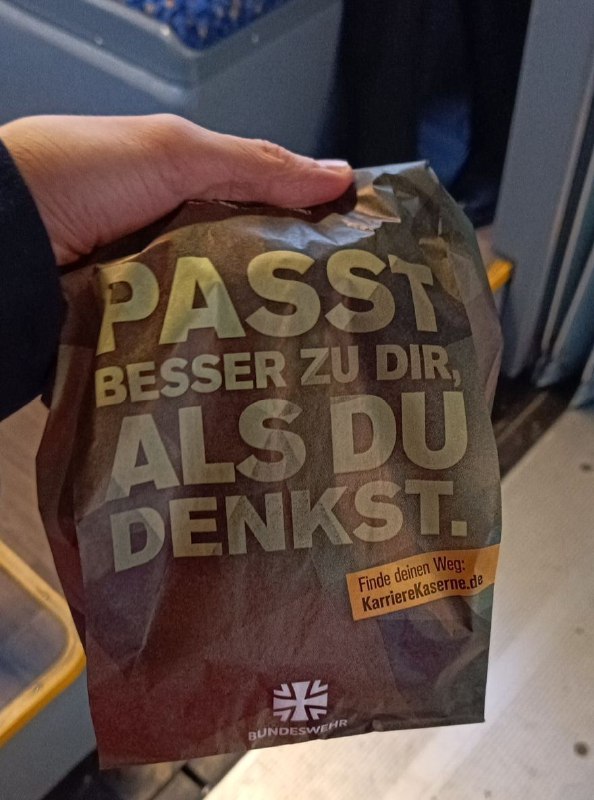 PASST
BESSER ZU DIR,
ALS DU
DENKST.
Finde deinen Weg:
KarriereKaserne.de
BUNDESWEHR